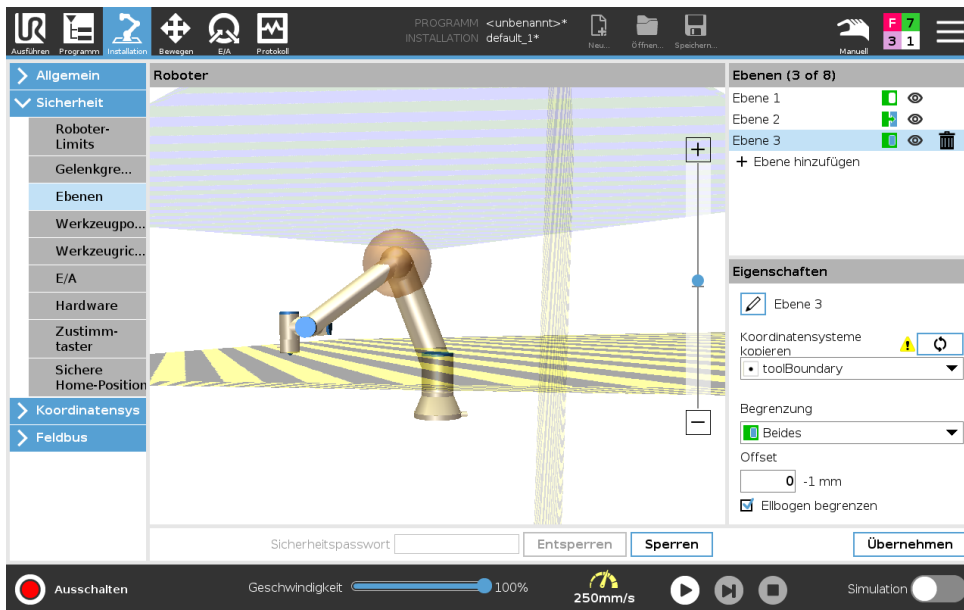 UR
PROGRAMM <unbenannt>*
INSTALLATION default_1*
Ausführen
Programm
Installation
Bewegen
E/A
Protokoll
Neu...
Öffnen...
Speichern...
Manuell
F 7
3 1
Allgemein
Sicherheit
Roboter-
Limits
Gelenkgre...
Ebenen
Werkzeugpo...
Werkzeugric...
E/A
Hardware
Zustimm-
taster
Sichere
Home-Position
Koordinatensys
Feldbus
Roboter
Ebenen (3 of 8)
Ebene 1
Ebene 2
Ebene 3
+ Ebene hinzufügen
Eigenschaften
Ebene 3
Koordinatensysteme
kopieren
toolBoundary
Begrenzung
Beides
Offset
0 -1 mm
Ellbogen begrenzen
Sicherheitspasswort
Entsperren
Sperren
Übernehmen
Ausschalten
Geschwindigkeit 100%
250mm/s
Simulation